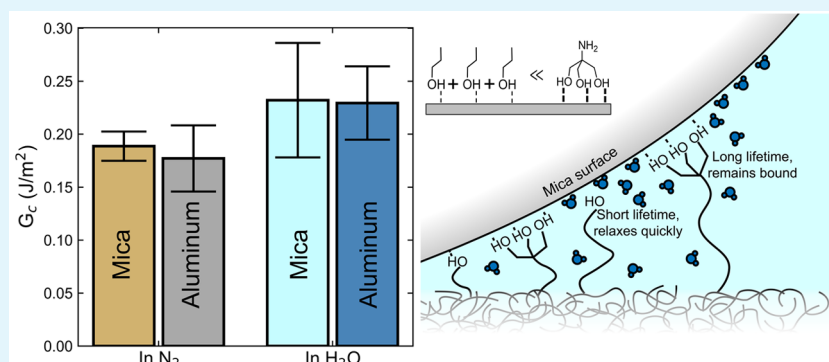 0.30
0.25
0.20
0.15
0.10
0.05
0.00
G_c (J/m²)
Mica
Aluminum
Mica
Aluminum
In N₂
In H₂O
NH₂
OH + OH + OH ≪ HO OH OH
Mica surface
HO HO OH
Long lifetime,
remains bound
HO
Short lifetime,
relaxes quickly
HO HO OH
HO